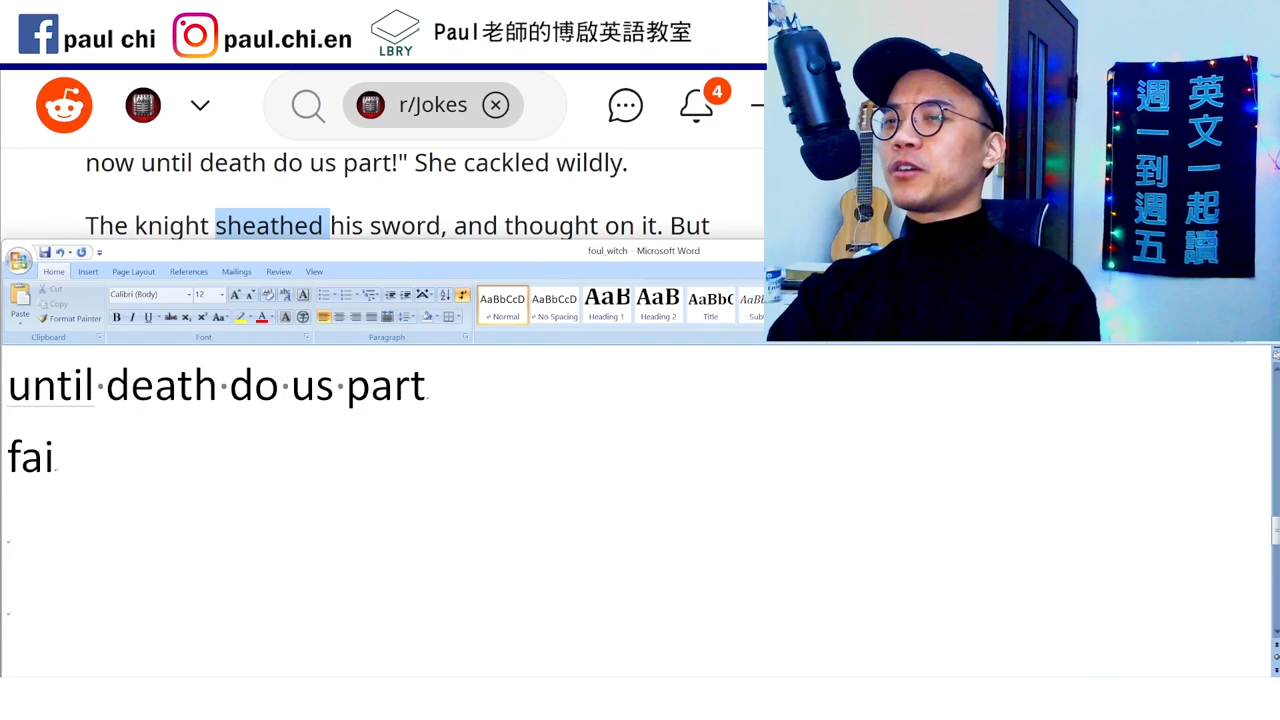 paul chi
paul.chi.en
LBRY
Paul老師的博啟英語教室
r/Jokes
4
now until death do us part!" She cackled wildly.
The knight sheathed his sword, and thought on it. But
foul_witch - Microsoft Word
Home Insert Page Layout References Mailings Review View
Cut
Copy
Format Painter
Paste
Calibri (Body) 12
AaBbCcD AaBbCcD AaBb AaB AaBbC
Normal No Spacing Heading 1 Heading 2 Title Subt
Clipboard Font Paragraph
until death do us part
fai
英文一起讀
週一到週五